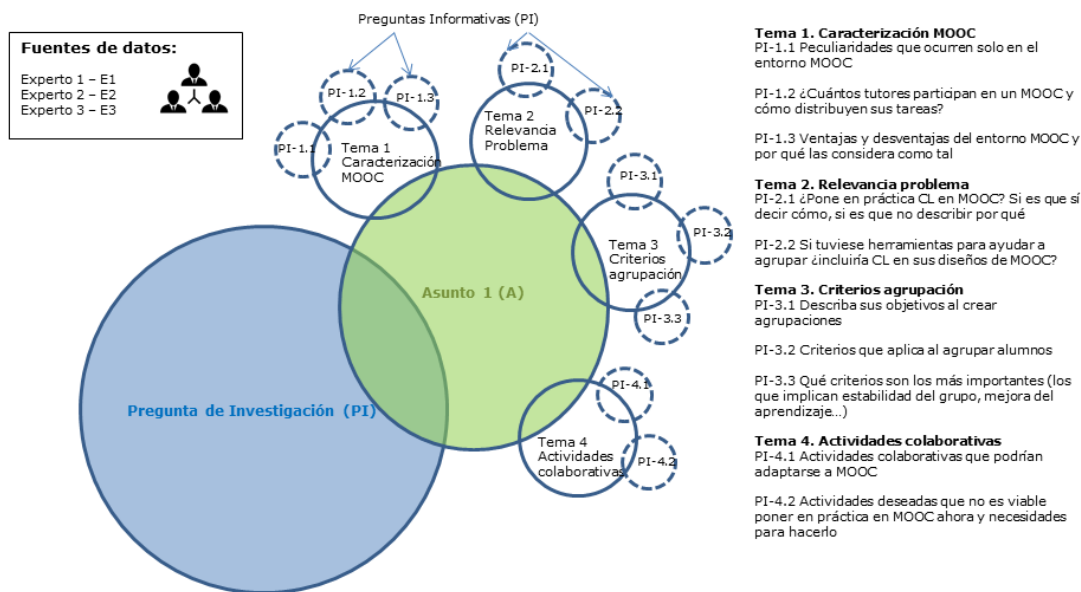 Preguntas Informativas (PI)
Fuentes de datos:
Experto 1 – E1
Experto 2 – E2
Experto 3 – E3
PI-1.1
PI-1.2
PI-1.3
Tema 1
Caracterización
MOOC
PI-2.1
PI-2.2
Tema 2
Relevancia
Problema
PI-3.1
PI-3.2
PI-3.3
Tema 3
Criterios
agrupación
Asunto 1 (A)
Pregunta de Investigación (PI)
PI-4.1
PI-4.2
Tema 4
Actividades
colaborativas
Tema 1. Caracterización MOOC
PI-1.1 Peculiaridades que ocurren solo en el
entorno MOOC
PI-1.2 ¿Cuántos tutores participan en un MOOC y
cómo distribuyen sus tareas?
PI-1.3 Ventajas y desventajas del entorno MOOC y
por qué las considera como tal
Tema 2. Relevancia problema
PI-2.1 ¿Pone en práctica CL en MOOC? Si es que sí
decir cómo, si es que no describir por qué
PI-2.2 Si tuviese herramientas para ayudar a
agrupar ¿incluiría CL en sus diseños de MOOC?
Tema 3. Criterios agrupación
PI-3.1 Describa sus objetivos al crear
agrupaciones
PI-3.2 Criterios que aplica al agrupar alumnos
PI-3.3 Qué criterios son los más importantes (los
que implican estabilidad del grupo, mejora del
aprendizaje...)
Tema 4. Actividades colaborativas
PI-4.1 Actividades colaborativas que podrían
adaptarse a MOOC
PI-4.2 Actividades deseadas que no es viable
poner en práctica en MOOC ahora y necesidades
para hacerlo